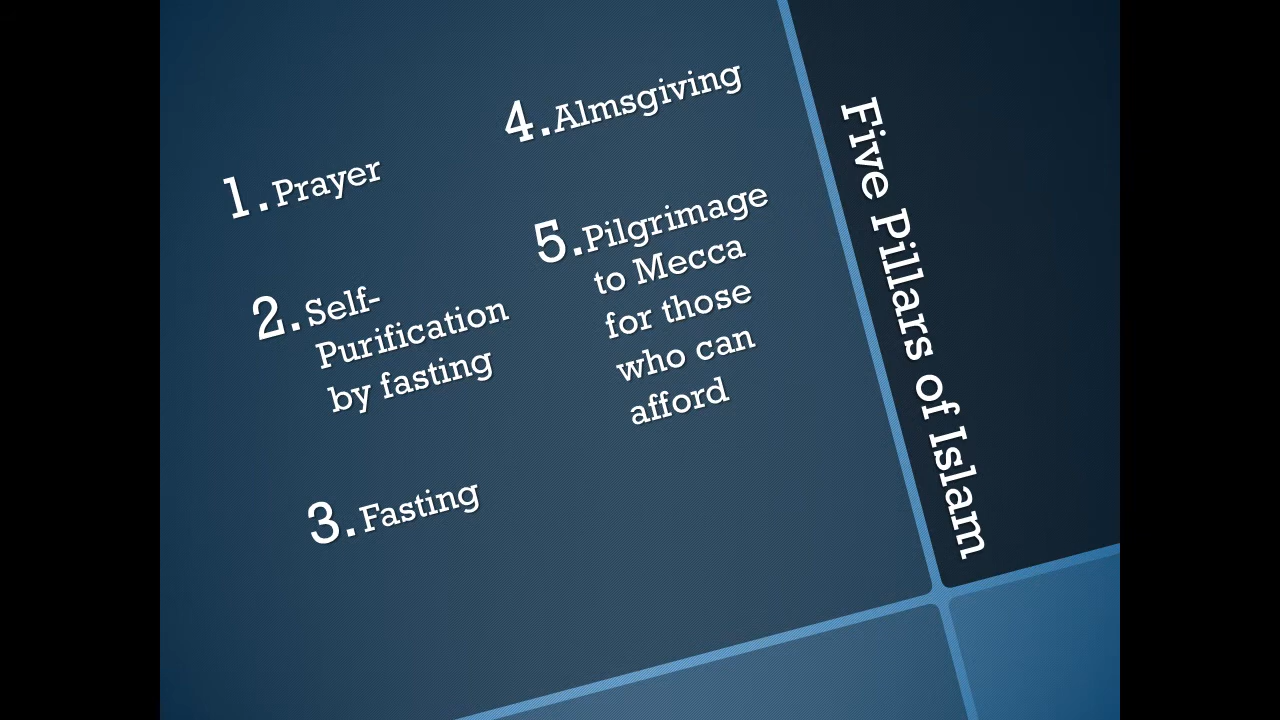 Five Pillars of Islam
1. Prayer
2. Self-
Purification
by fasting
3. Fasting
4. Almsgiving
5. Pilgrimage
to Mecca
for those
who can
afford